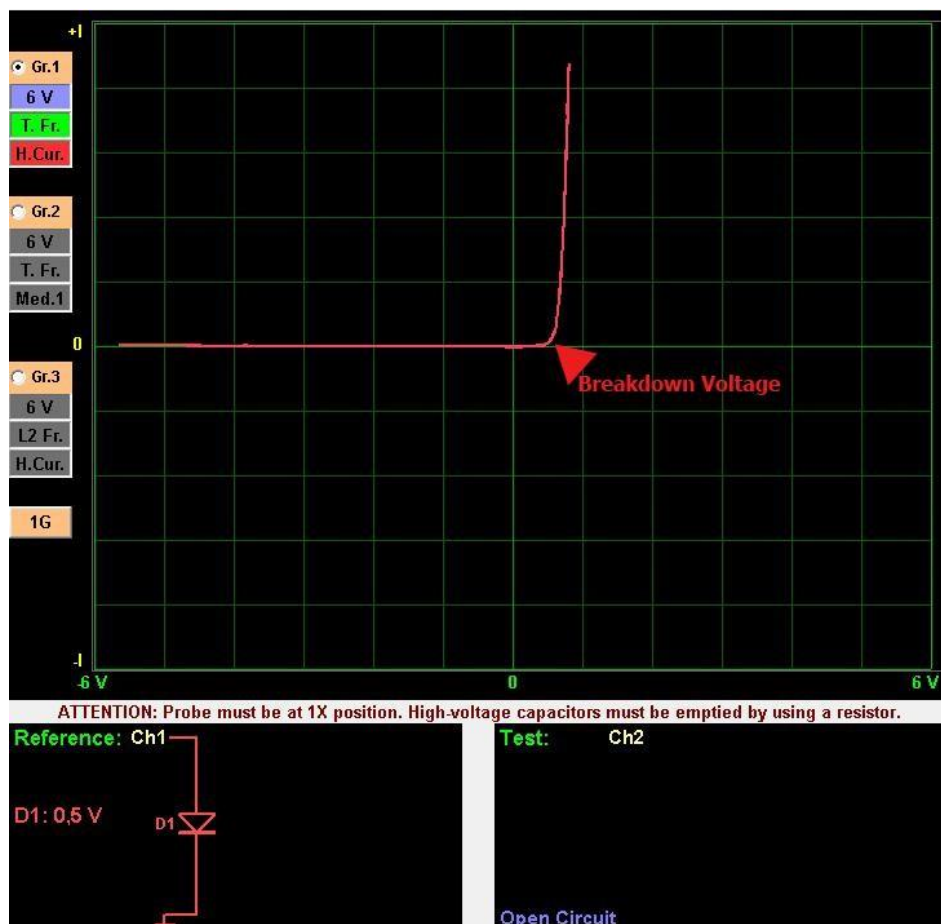 +I
Gr.1
6 V
T. Fr.
H.Cur.
Gr.2
6 V
T. Fr.
Med.1
0
Breakdown Voltage
Gr.3
6 V
L2 Fr.
H.Cur.
1G
-I
-6 V
0
6 V
ATTENTION: Probe must be at 1X position. High-voltage capacitors must be emptied by using a resistor.
Reference: Ch1
D1: 0,5 V
D1
Test: Ch2
Open Circuit